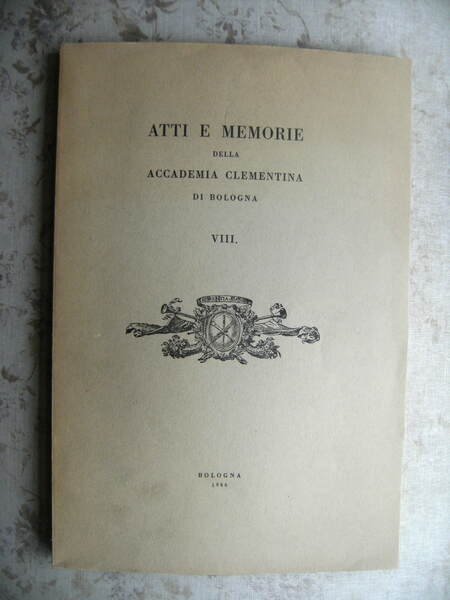 ATTI E MEMORIE
DELLA
ACCADEMIA CLEMENTINA
DI BOLOGNA
VIII.
BOLOGNA